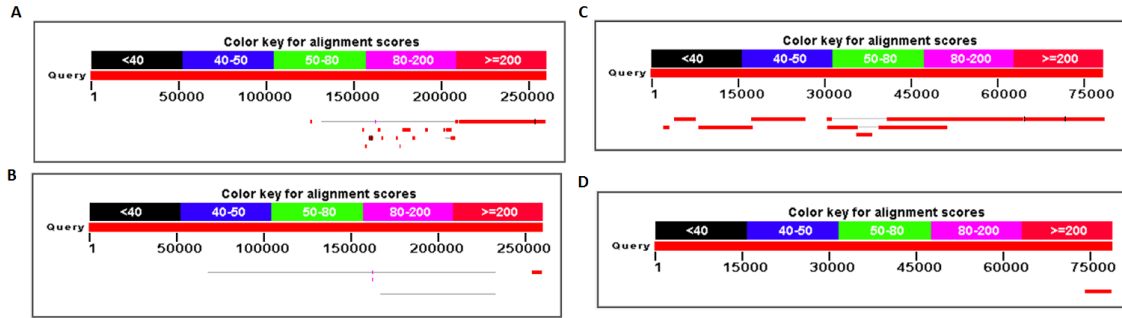 A
Color key for alignment scores
<40 40-50 50-80 80-200 >=200
Query
1 50000 100000 150000 200000 250000
B
Color key for alignment scores
<40 40-50 50-80 80-200 >=200
Query
1 50000 100000 150000 200000 250000
C
Color key for alignment scores
<40 40-50 50-80 80-200 >=200
Query
1 15000 30000 45000 60000 75000
D
Color key for alignment scores
<40 40-50 50-80 80-200 >=200
Query
1 15000 30000 45000 60000 75000